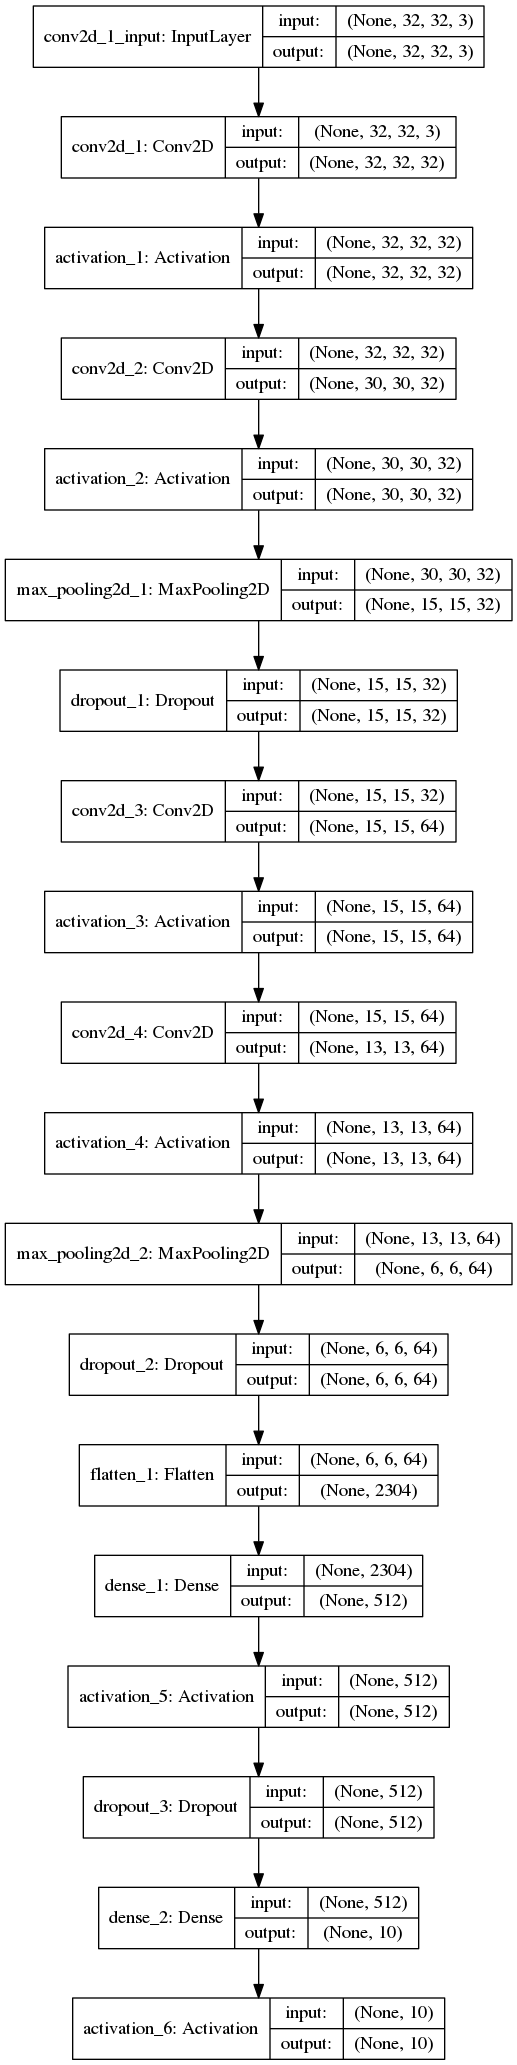 conv2d_1_input: InputLayer
input: (None, 32, 32, 3)
output: (None, 32, 32, 3)
conv2d_1: Conv2D
input: (None, 32, 32, 3)
output: (None, 32, 32, 32)
activation_1: Activation
input: (None, 32, 32, 32)
output: (None, 32, 32, 32)
conv2d_2: Conv2D
input: (None, 32, 32, 32)
output: (None, 30, 30, 32)
activation_2: Activation
input: (None, 30, 30, 32)
output: (None, 30, 30, 32)
max_pooling2d_1: MaxPooling2D
input: (None, 30, 30, 32)
output: (None, 15, 15, 32)
dropout_1: Dropout
input: (None, 15, 15, 32)
output: (None, 15, 15, 32)
conv2d_3: Conv2D
input: (None, 15, 15, 32)
output: (None, 15, 15, 64)
activation_3: Activation
input: (None, 15, 15, 64)
output: (None, 15, 15, 64)
conv2d_4: Conv2D
input: (None, 15, 15, 64)
output: (None, 13, 13, 64)
activation_4: Activation
input: (None, 13, 13, 64)
output: (None, 13, 13, 64)
max_pooling2d_2: MaxPooling2D
input: (None, 13, 13, 64)
output: (None, 6, 6, 64)
dropout_2: Dropout
input: (None, 6, 6, 64)
output: (None, 6, 6, 64)
flatten_1: Flatten
input: (None, 6, 6, 64)
output: (None, 2304)
dense_1: Dense
input: (None, 2304)
output: (None, 512)
activation_5: Activation
input: (None, 512)
output: (None, 512)
dropout_3: Dropout
input: (None, 512)
output: (None, 512)
dense_2: Dense
input: (None, 512)
output: (None, 10)
activation_6: Activation
input: (None, 10)
output: (None, 10)